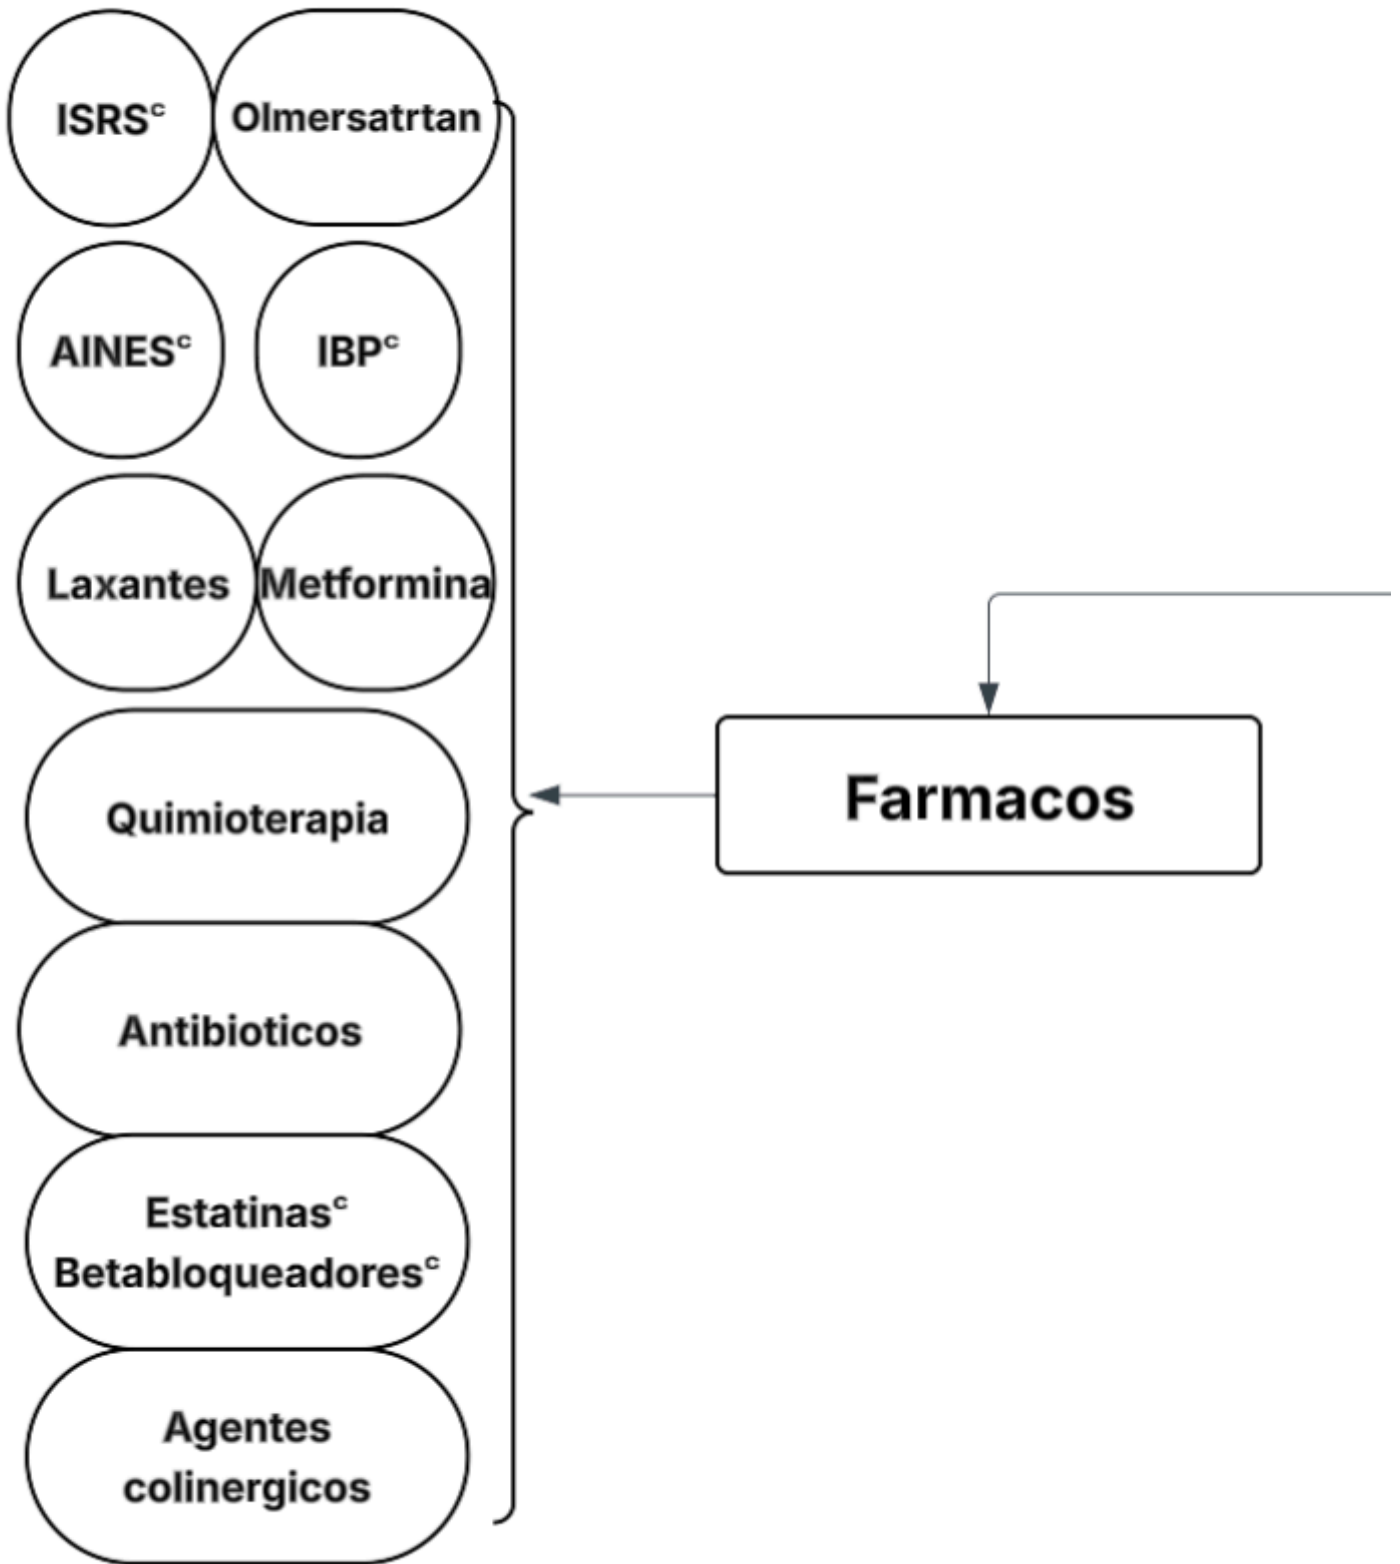 ISRSᶜ
Olmersatrtan
AINESᶜ
IBPᶜ
Laxantes
Metformina
Quimioterapia
Antibioticos
Estatinasᶜ
Betabloqueadoresᶜ
Agentes
colinergicos
Farmacos